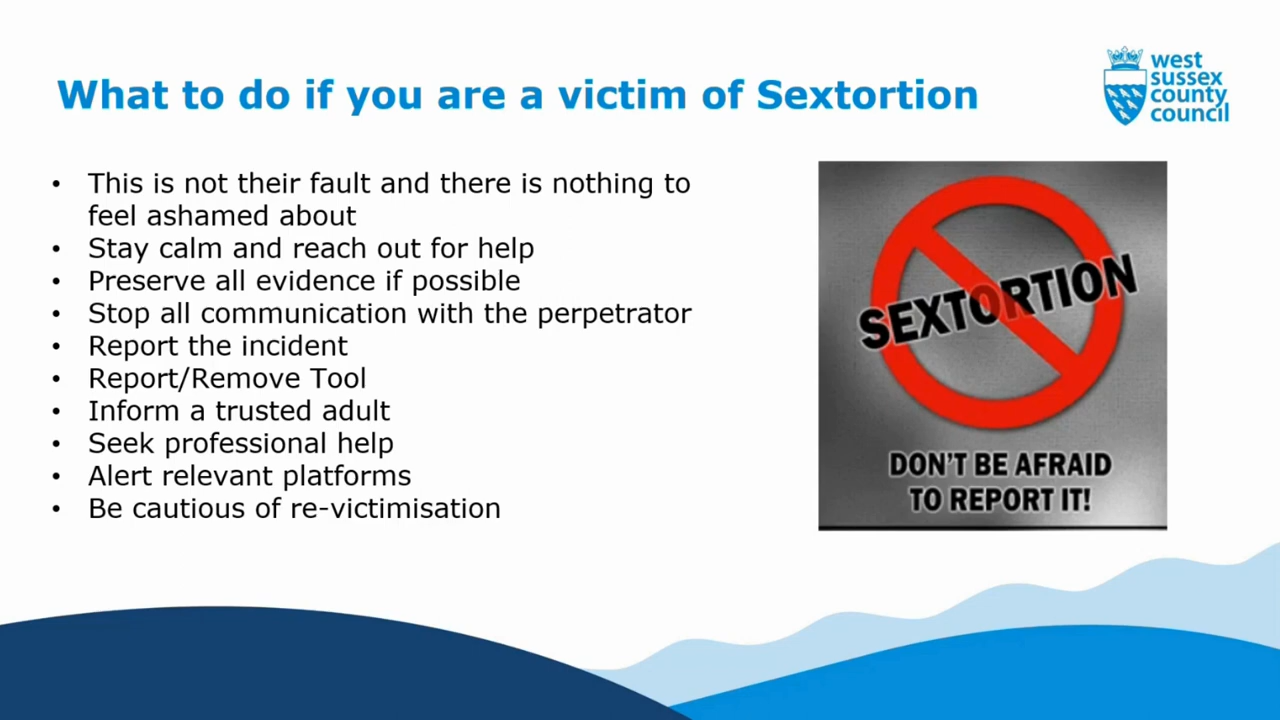 What to do if you are a victim of Sextortion
west
sussex
county
council
• This is not their fault and there is nothing to
feel ashamed about
• Stay calm and reach out for help
• Preserve all evidence if possible
• Stop all communication with the perpetrator
• Report the incident
• Report/Remove Tool
• Inform a trusted adult
• Seek professional help
• Alert relevant platforms
• Be cautious of re-victimisation
SEXTORTION
DON'T BE AFRAID
TO REPORT IT!